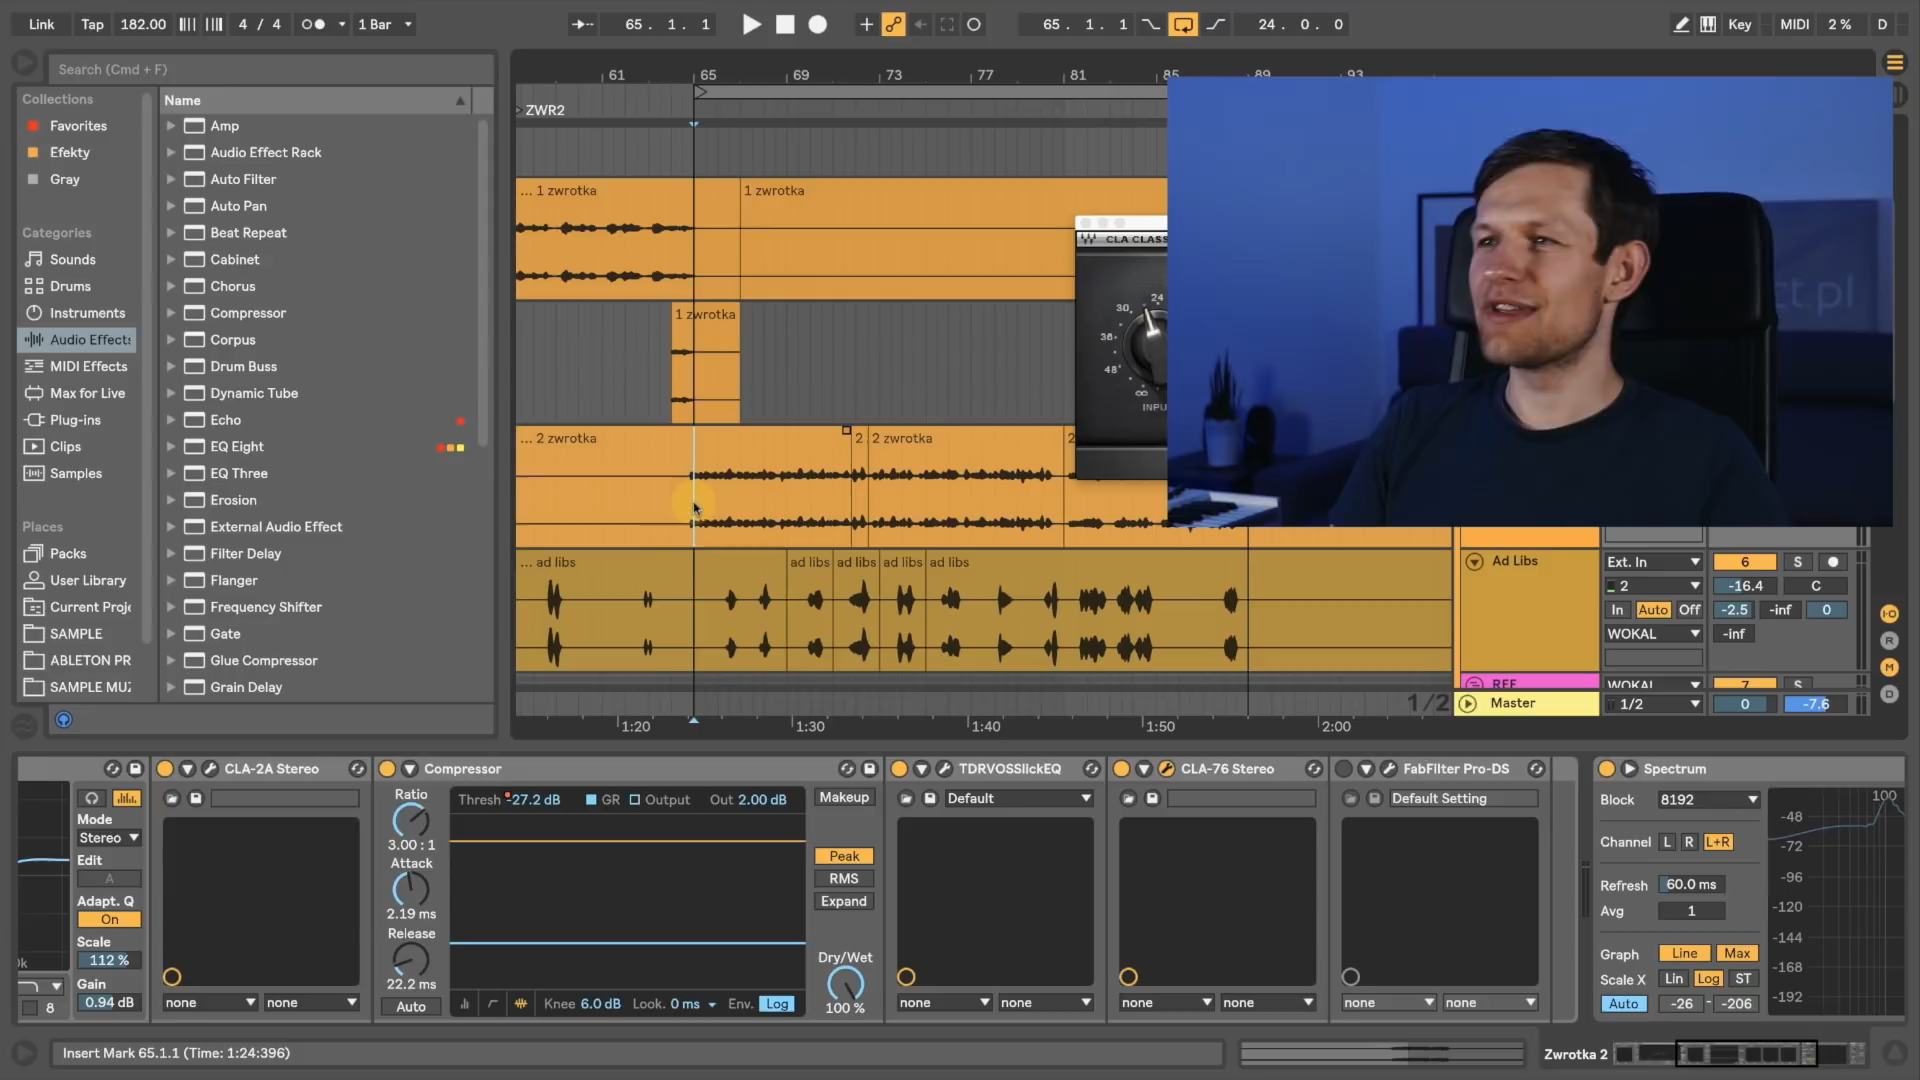 Link Tap 182.00 4 / 4 1 Bar 65 . 1 . 1 65 . 1 . 1 24 . 0 . 0 Key MIDI 2 % D
Search (Cmd + F)
61 65 69 73 77 81 85 89 93
Collections
Favorites
Efekty
Gray
Categories
Sounds
Drums
Instruments
Audio Effects
MIDI Effects
Max for Live
Plug-ins
Clips
Samples
Places
Packs
User Library
Current Proje
SAMPLE
ABLETON PR
SAMPLE MUZ
Name
Amp
Audio Effect Rack
Auto Filter
Auto Pan
Beat Repeat
Cabinet
Chorus
Compressor
Corpus
Drum Buss
Dynamic Tube
Echo
EQ Eight
EQ Three
Erosion
External Audio Effect
Filter Delay
Flanger
Frequency Shifter
Gate
Glue Compressor
Grain Delay
ZWR2
... 1 zwrotka 1 zwrotka
1 zwrotka
... 2 zwrotka 2 2 zwrotka 2
... ad libs ad libs ad libs ad libs ad libs
CLA CLASS
24
30
36
48
∞
INPU
ct.pl
Ad Libs
Ext. In 6 S
2 -16.4 C
In Auto Off -2.5 -inf 0
WOKAL -inf
REF WOKAL 7 S
1/2 Master 1/2 0 -7.6
I·O
R
M
D
1:20 1:30 1:40 1:50 2:00
Mode
Stereo
Edit
A
Adapt. Q
On
Scale
112 %
Gain
0.94 dB
8
CLA-2A Stereo
none none
Compressor
Ratio
3.00 : 1
Attack
2.19 ms
Release
22.2 ms
Auto
Thresh -27.2 dB GR Output Out 2.00 dB
Knee 6.0 dB Look. 0 ms Env. Log
Makeup
Peak
RMS
Expand
Dry/Wet
100 %
TDRVOSSlickEQ
Default
none none
CLA-76 Stereo
none none
FabFilter Pro-DS
Default Setting
none none
Spectrum
Block 8192
Channel L R L+R
Refresh 60.0 ms
Avg 1
Graph Line Max
Scale X Lin Log ST
Auto -26 - -206
100
-48
-72
-96
-120
-144
-168
-192
Insert Mark 65.1.1 (Time: 1:24:396)
Zwrotka 2